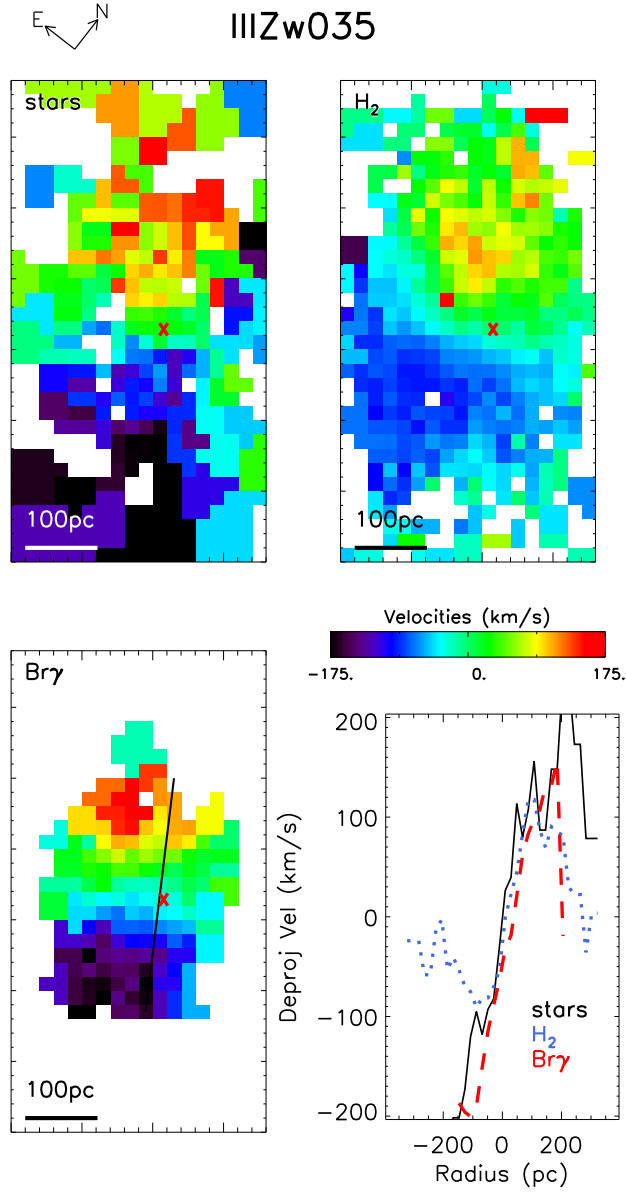 IIIZw035
E N
stars
H2
100pc
100pc
Brγ
Velocities (km/s)
-175. 0. 175.
100pc
Deproj Vel (km/s)
200
100
0
-100
-200
stars
H2
Brγ
-200 0 200
Radius (pc)